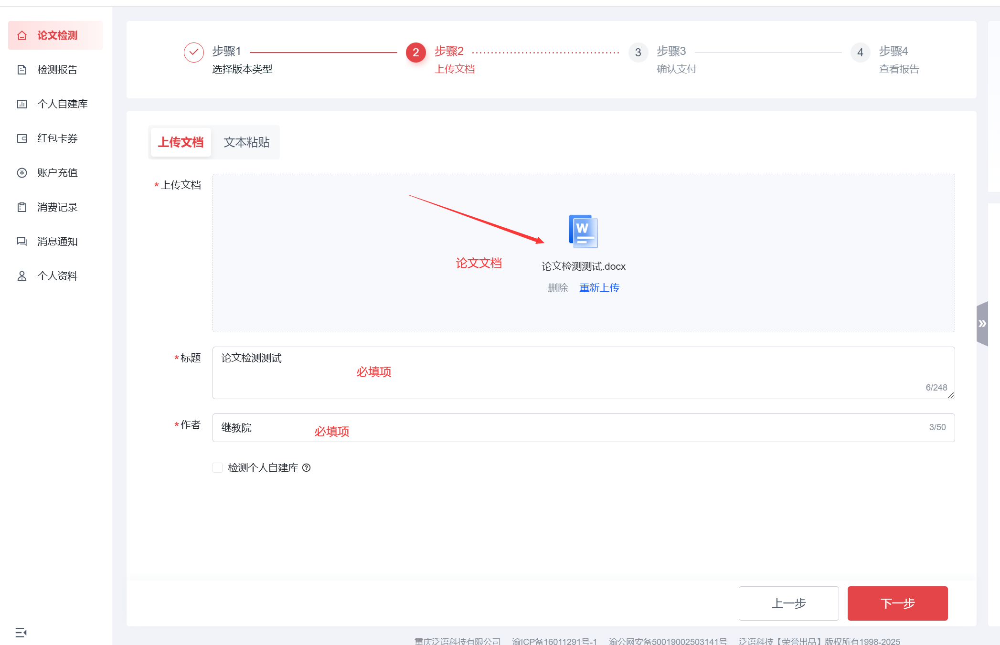 论文检测
检测报告
个人自建库
红包卡券
账户充值
消费记录
消息通知
个人资料
步骤1
选择版本类型
2
步骤2
上传文档
3
步骤3
确认支付
4
步骤4
查看报告
上传文档
文本粘贴
*上传文档
论文文档
论文检测测试.docx
删除 重新上传
*标题
论文检测测试
必填项
6/248
*作者
继教院
必填项
3/50
检测个人自建库
上一步
下一步
重庆泛语科技有限公司 渝ICP备16011291号-1 渝公网安备50019002503141号 泛语科技【荣誉出品】版权所有1998-2025